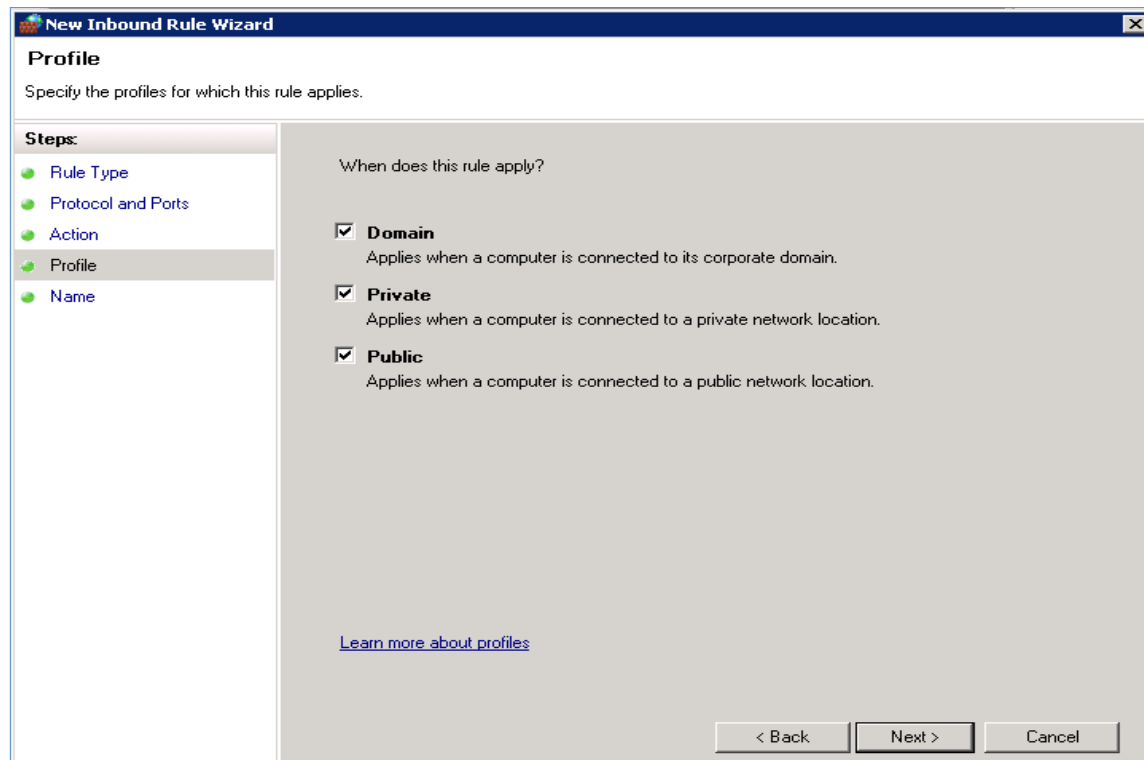 New Inbound Rule Wizard
Profile
Specify the profiles for which this rule applies.
Steps:
Rule Type
Protocol and Ports
Action
Profile
Name
When does this rule apply?
Domain
Applies when a computer is connected to its corporate domain.
Private
Applies when a computer is connected to a private network location.
Public
Applies when a computer is connected to a public network location.
Learn more about profiles
< Back
Next >
Cancel